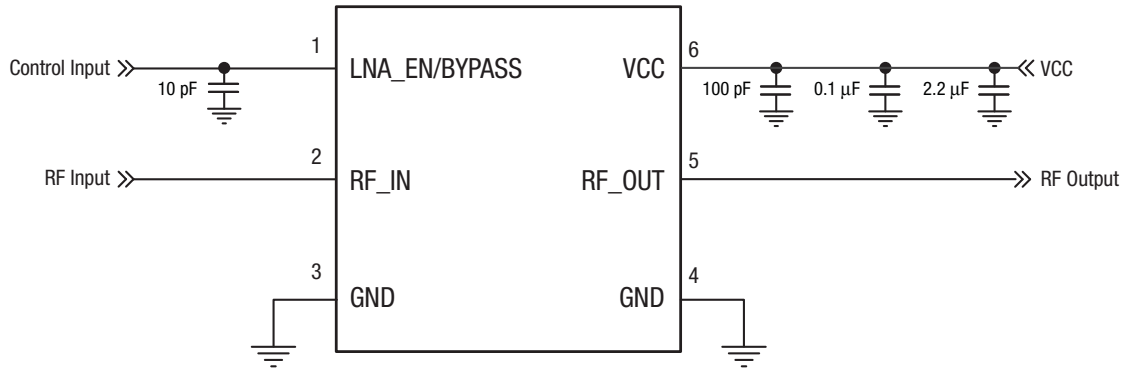 1
6
Control Input
LNA_EN/BYPASS
VCC
VCC
10 pF
100 pF
0.1 μF
2.2 μF
2
5
RF Input
RF_IN
RF_OUT
RF Output
3
4
GND
GND